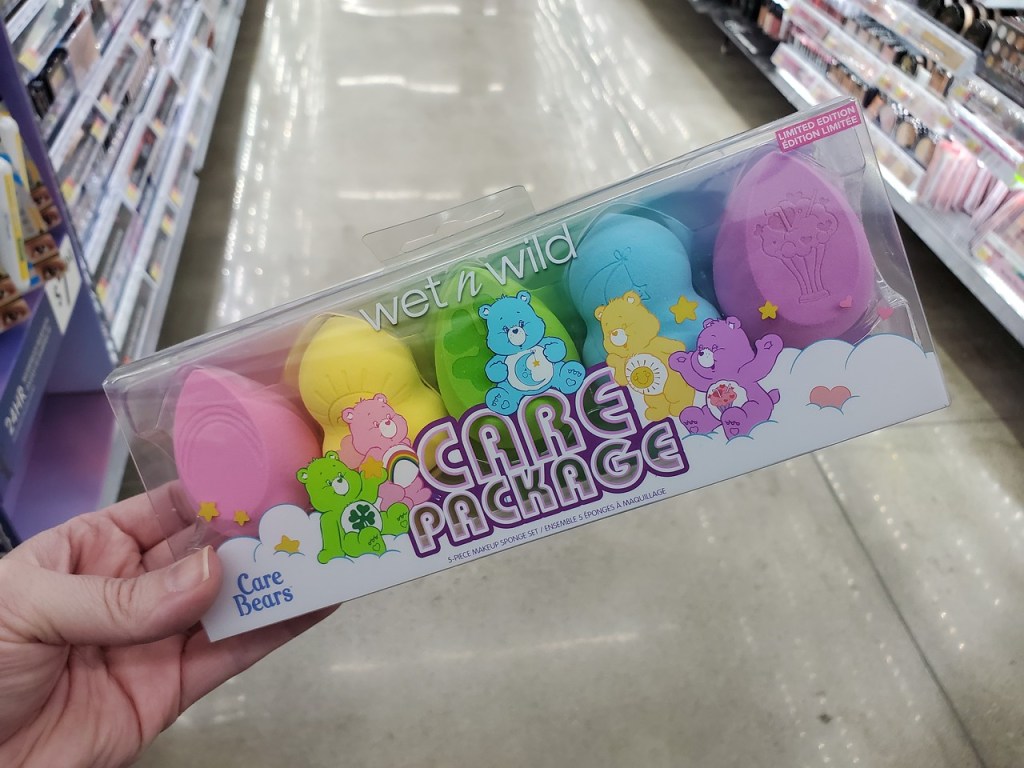 LIMITED EDITION
ÉDITION LIMITÉE
wet n wild
CARE
PACKAGE
5-PIECE MAKEUP SPONGE SET / ENSEMBLE 5 ÉPONGES À MAQUILLAGE
Care
Bears
24HR